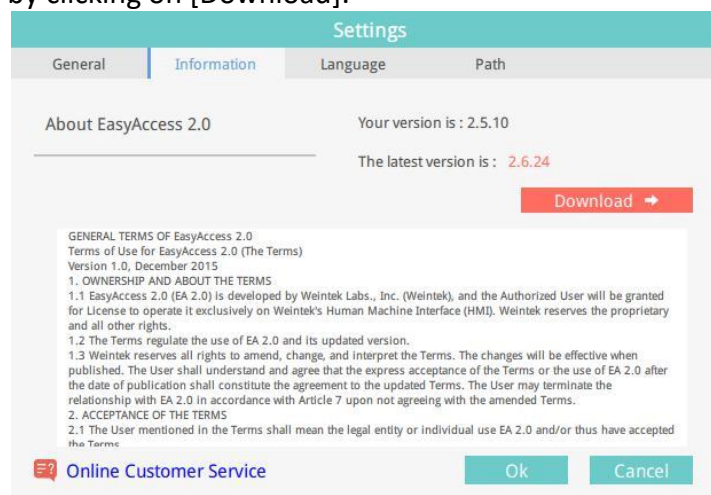 by clicking on [Download].
Settings
General Information Language Path
About EasyAccess 2.0
Your version is : 2.5.10
The latest version is : 2.6.24
Download
GENERAL TERMS OF EasyAccess 2.0
Terms of Use for EasyAccess 2.0 (The Terms)
Version 1.0, December 2015
1. OWNERSHIP AND ABOUT THE TERMS
1.1 EasyAccess 2.0 (EA 2.0) is developed by Weintek Labs., Inc. (Weintek), and the Authorized User will be granted
for License to operate it exclusively on Weintek's Human Machine Interface (HMI). Weintek reserves the proprietary
and all other rights.
1.2 The Terms regulate the use of EA 2.0 and its updated version.
1.3 Weintek reserves all rights to amend, change, and interpret the Terms. The changes will be effective when
published. The User shall understand and agree that the express acceptance of the Terms or the use of EA 2.0 after
the date of publication shall constitute the agreement to the updated Terms. The User may terminate the
relationship with EA 2.0 in accordance with Article 7 upon not agreeing with the amended Terms.
2. ACCEPTANCE OF THE TERMS
2.1 The User mentioned in the Terms shall mean the legal entity or individual use EA 2.0 and/or thus have accepted
the Terms
Online Customer Service
Ok Cancel